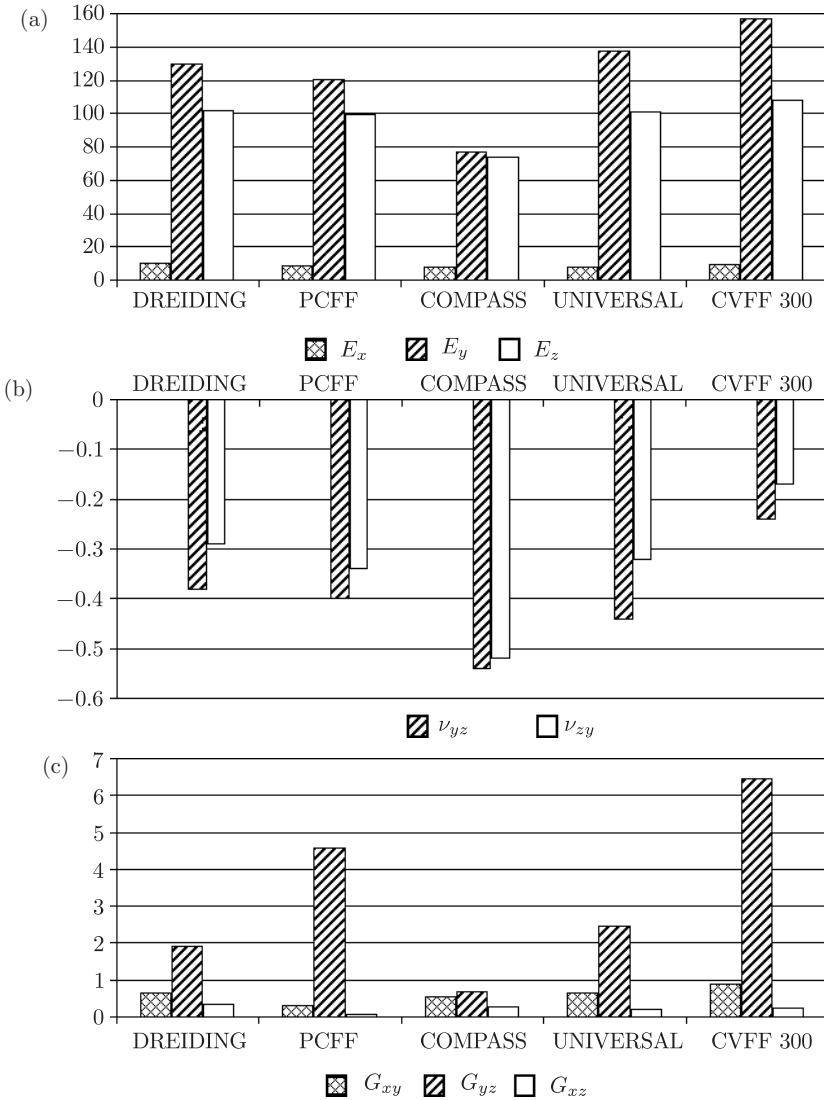 (a)
160
140
120
100
80
60
40
20
0
DREIDING PCFF COMPASS UNIVERSAL CVFF 300
E_x E_y E_z
(b)
DREIDING PCFF COMPASS UNIVERSAL CVFF 300
0
−0.1
−0.2
−0.3
−0.4
−0.5
−0.6
ν_yz ν_zy
(c)
7
6
5
4
3
2
1
0
DREIDING PCFF COMPASS UNIVERSAL CVFF 300
G_xy G_yz G_xz